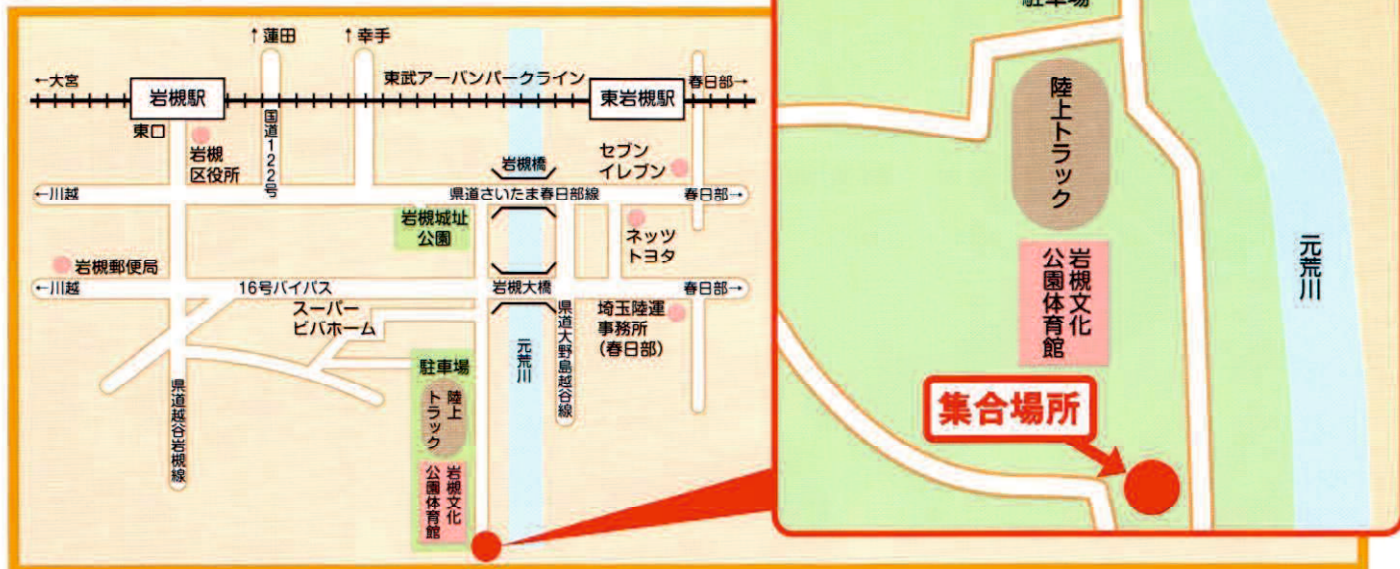 ↑蓮田
↑幸手
←大宮
岩槻駅
東武アーバンパークライン
東岩槻駅
春日部→
東口
岩槻
区役所
国道122号
岩槻橋
セブン
イレブン
←川越
県道さいたま春日部線
春日部→
岩槻城址
公園
ネッツ
トヨタ
岩槻郵便局
←川越
16号バイパス
岩槻大橋
春日部→
スーパー
ビバホーム
県道大野島越谷線
埼玉陸運
事務所
(春日部)
元荒川
駐車場
陸上
トラック
県道越谷岩槻線
岩槻文化
公園体育館
駐車場
陸上トラック
岩槻文化
公園体育館
元荒川
集合場所